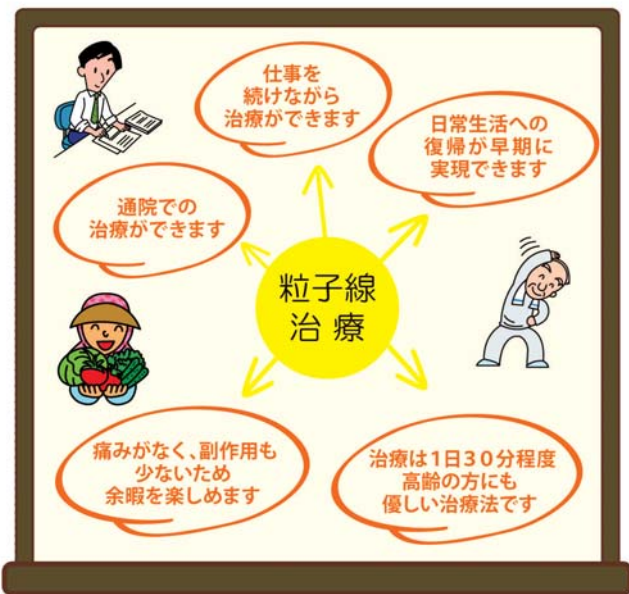 仕事を
続けながら
治療ができます
日常生活への
復帰が早期に
実現できます
通院での
治療ができます
粒子線
治療
痛みがなく、副作用も
少ないため
余暇を楽しめます
治療は1日30分程度
高齢の方にも
優しい治療法です